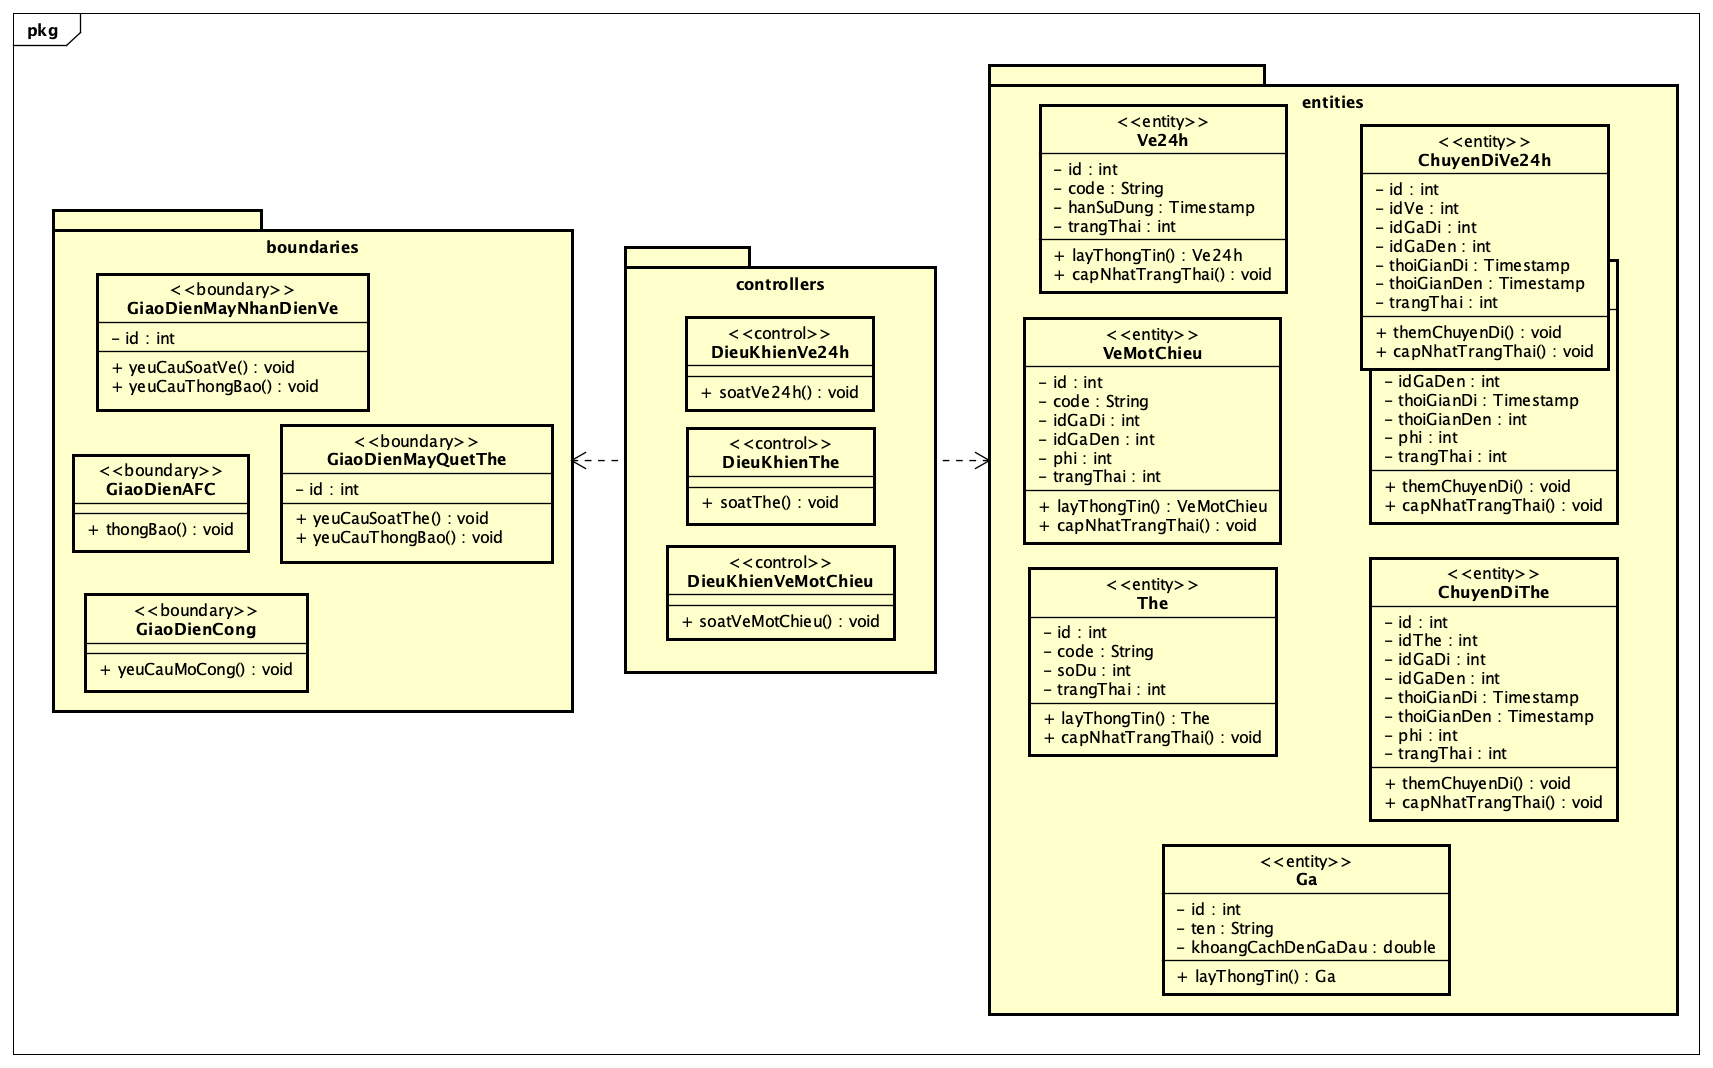 pkg
boundaries
<<boundary>>
GiaoDienMayNhanDienVe
- id : int
+ yeuCauSoatVe() : void
+ yeuCauThongBao() : void
<<boundary>>
GiaoDienAFC
+ thongBao() : void
<<boundary>>
GiaoDienMayQuetThe
- id : int
+ yeuCauSoatThe() : void
+ yeuCauThongBao() : void
<<boundary>>
GiaoDienCong
+ yeuCauMoCong() : void
controllers
<<control>>
DieuKhienVe24h
+ soatVe24h() : void
<<control>>
DieuKhienThe
+ soatThe() : void
<<control>>
DieuKhienVeMotChieu
+ soatVeMotChieu() : void
entities
<<entity>>
Ve24h
- id : int
- code : String
- hanSuDung : Timestamp
- trangThai : int
+ layThongTin() : Ve24h
+ capNhatTrangThai() : void
<<entity>>
ChuyenDiVe24h
- id : int
- idVe : int
- idGaDi : int
- idGaDen : int
- thoiGianDi : Timestamp
- thoiGianDen : Timestamp
- trangThai : int
+ themChuyenDi() : void
+ capNhatTrangThai() : void
- idGaDen : int
- thoiGianDi : Timestamp
- thoiGianDen : int
- phi : int
- trangThai : int
+ themChuyenDi() : void
+ capNhatTrangThai() : void
<<entity>>
VeMotChieu
- id : int
- code : String
- idGaDi : int
- idGaDen : int
- phi : int
- trangThai : int
+ layThongTin() : VeMotChieu
+ capNhatTrangThai() : void
<<entity>>
The
- id : int
- code : String
- soDu : int
- trangThai : int
+ layThongTin() : The
+ capNhatTrangThai() : void
<<entity>>
ChuyenDiThe
- id : int
- idThe : int
- idGaDi : int
- idGaDen : int
- thoiGianDi : Timestamp
- thoiGianDen : Timestamp
- phi : int
- trangThai : int
+ themChuyenDi() : void
+ capNhatTrangThai() : void
<<entity>>
Ga
- id : int
- ten : String
- khoangCachDenGaDau : double
+ layThongTin() : Ga